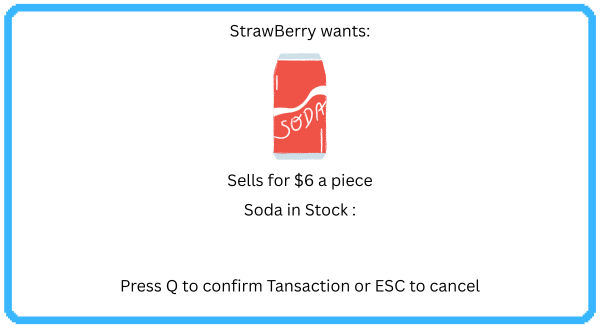 StrawBerry wants:
SODA
Sells for $6 a piece
Soda in Stock :
Press Q to confirm Tansaction or ESC to cancel